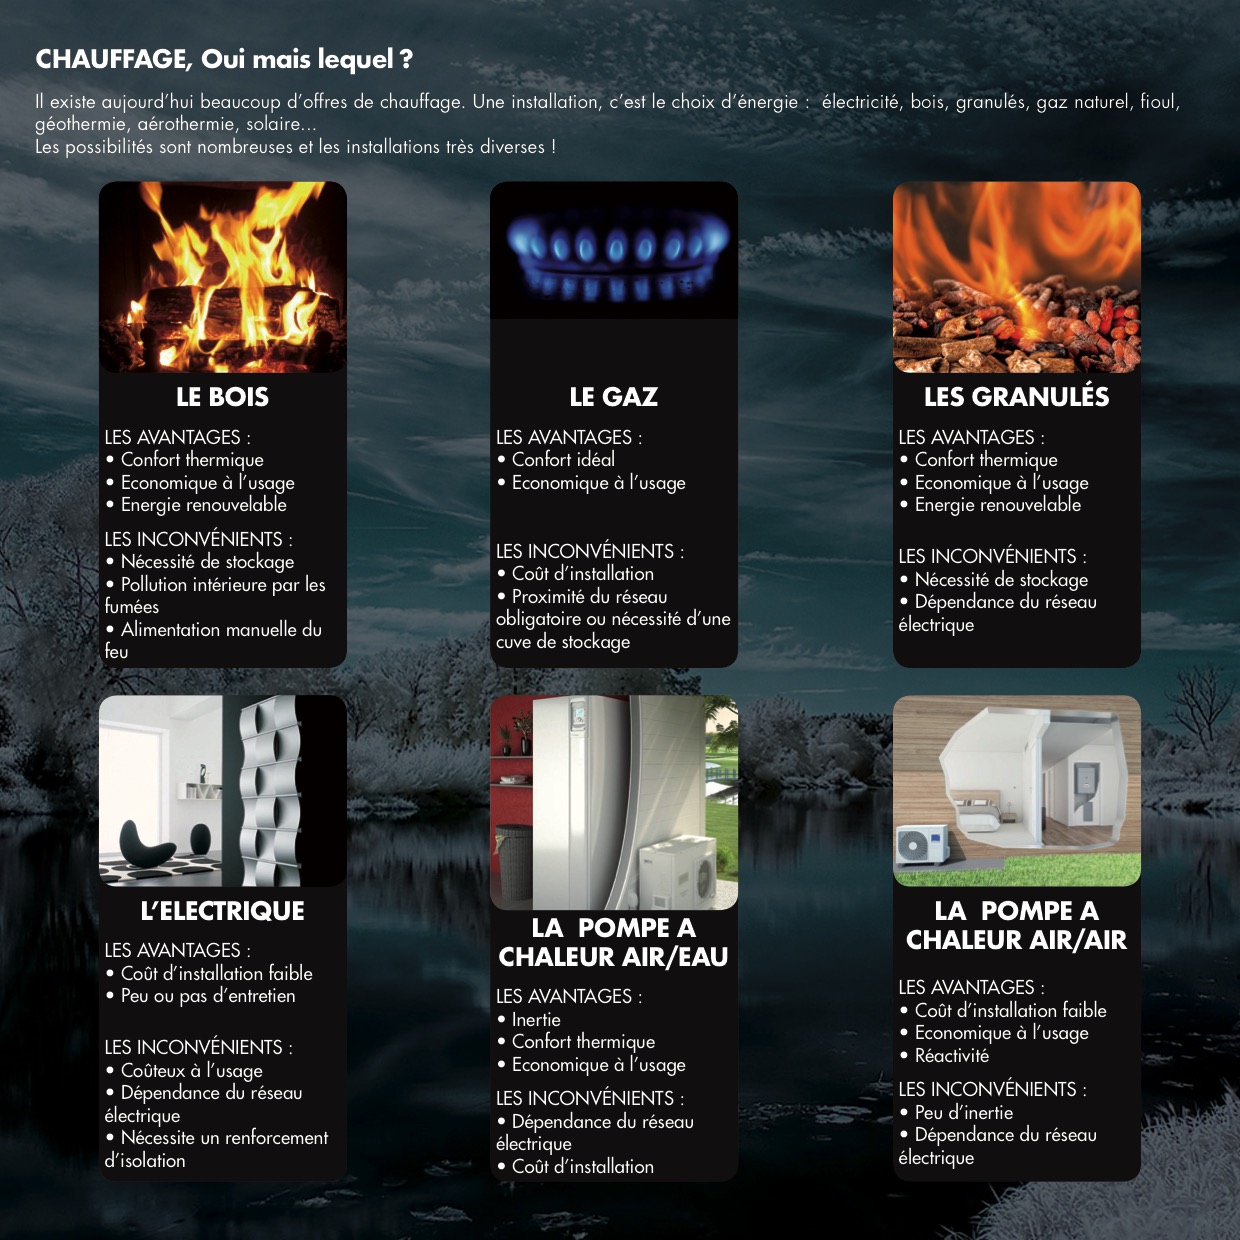 CHAUFFAGE, Oui mais lequel ?
Il existe aujourd’hui beaucoup d’offres de chauffage. Une installation, c’est le choix d’énergie :  électricité, bois, granulés, gaz naturel, fioul,
géothermie, aérothermie, solaire...
Les possibilités sont nombreuses et les installations très diverses !
LE BOIS
LES AVANTAGES :
• Confort thermique
• Economique à l’usage
• Energie renouvelable
LES INCONVÉNIENTS :
• Nécessité de stockage
• Pollution intérieure par les
fumées
• Alimentation manuelle du
feu
LE GAZ
LES AVANTAGES :
• Confort idéal
• Economique à l’usage
LES INCONVÉNIENTS :
• Coût d’installation
• Proximité du réseau
obligatoire ou nécessité d’une
cuve de stockage
LES GRANULÉS
LES AVANTAGES :
• Confort thermique
• Economique à l’usage
• Energie renouvelable
LES INCONVÉNIENTS :
• Nécessité de stockage
• Dépendance du réseau
électrique
L’ELECTRIQUE
LES AVANTAGES :
• Coût d’installation faible
• Peu ou pas d’entretien
LES INCONVÉNIENTS :
• Coûteux à l’usage
• Dépendance du réseau
électrique
• Nécessite un renforcement
d’isolation
LA  POMPE A
CHALEUR AIR/EAU
LES AVANTAGES :
• Inertie
• Confort thermique
• Economique à l’usage
LES INCONVÉNIENTS :
• Dépendance du réseau
électrique
• Coût d’installation
LA  POMPE A
CHALEUR AIR/AIR
LES AVANTAGES :
• Coût d’installation faible
• Economique à l’usage
• Réactivité
LES INCONVÉNIENTS :
• Peu d’inertie
• Dépendance du réseau
électrique